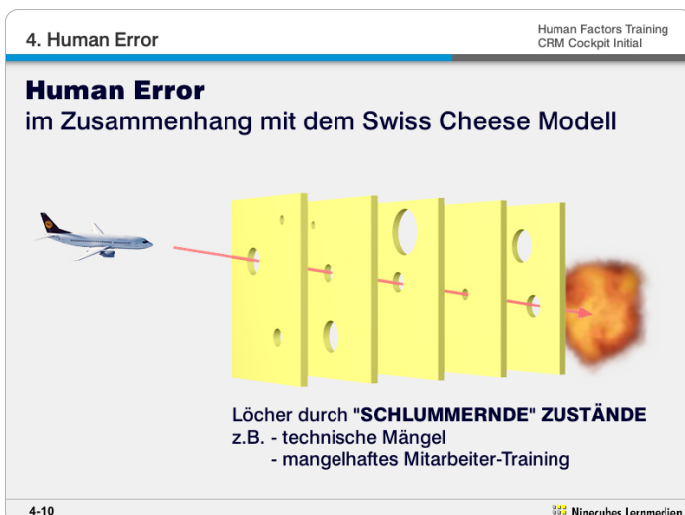 4. Human Error
Human Factors Training
CRM Cockpit Initial
Human Error
im Zusammenhang mit dem Swiss Cheese Modell
Löcher durch "SCHLUMMERNDE" ZUSTÄNDE
z.B. - technische Mängel
- mangelhaftes Mitarbeiter-Training
4-10
Ninecubes Lernmedien